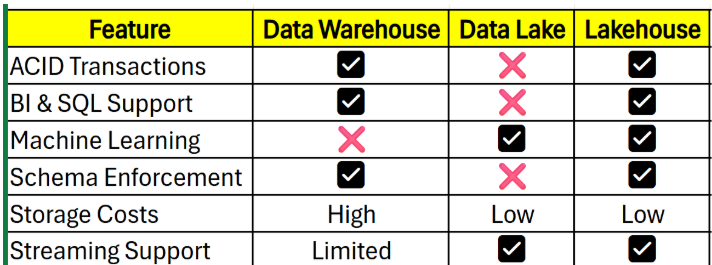 Feature Data Warehouse Data Lake Lakehouse
ACID Transactions ✅ ❌ ✅
BI & SQL Support ✅ ❌ ✅
Machine Learning ❌ ✅ ✅
Schema Enforcement ✅ ❌ ✅
Storage Costs High Low Low
Streaming Support Limited ✅ ✅